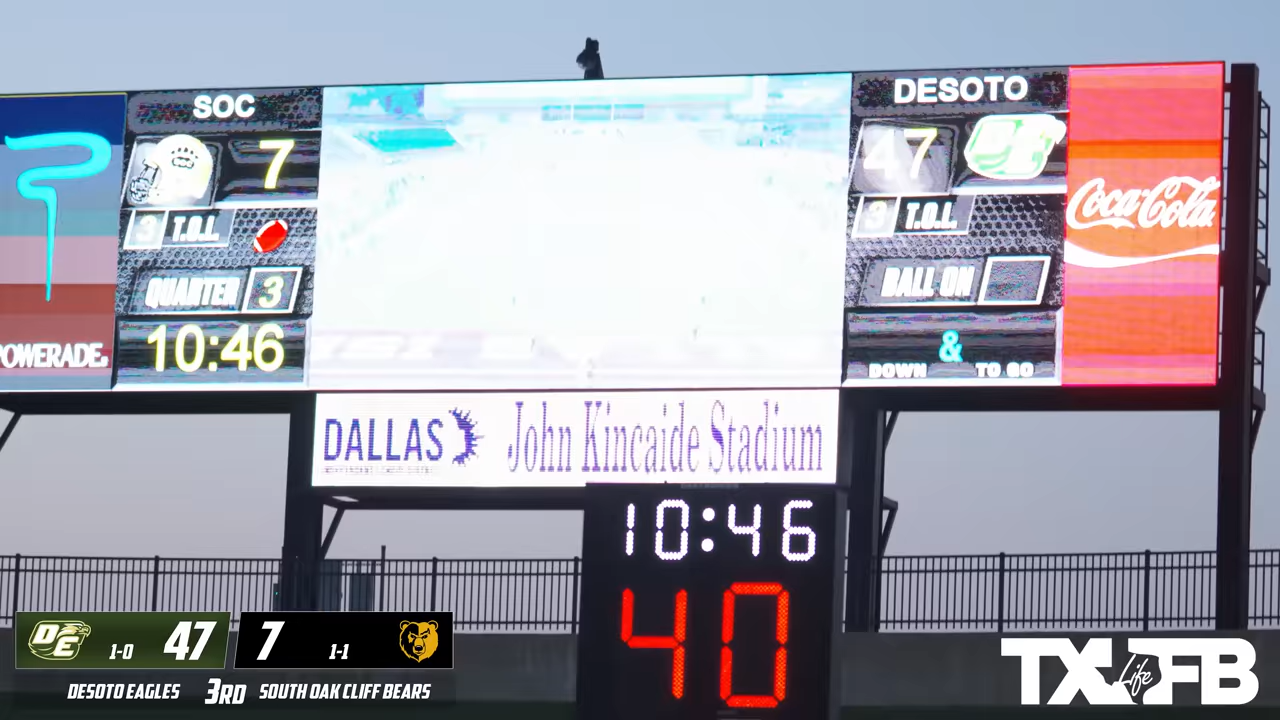 SOC
7
3 T.O.L.
QUARTER 3
10:46
POWERADE
DESOTO
47
3 T.O.L.
BALL ON
&
DOWN TO GO
Coca-Cola
DALLAS
John Kincaide Stadium
10:46
40
DE 1-0 47
7 1-1
DESOTO EAGLES 3RD SOUTH OAK CLIFF BEARS
TX Life FB